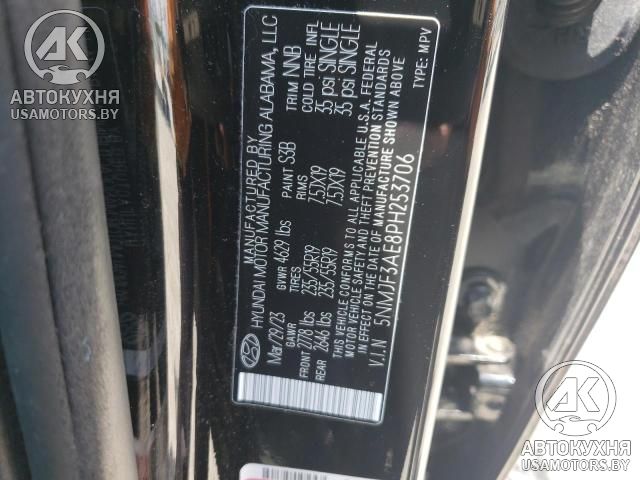 AK
АВТОКУХНЯ
USAMOTORS.BY
MANUFACTURED BY
HYUNDAI MOTOR MANUFACTURING ALABAMA, LLC
Mar/29/23 GVWR 4629 lbs PAINT S3B TRIM NNB
GAWR TIRES RIMS COLD TIRE INFL
FRONT 2778 lbs 235/55R19 7.5JX19 35 psi SINGLE
REAR 2646 lbs 235/55R19 7.5JX19 35 psi SINGLE
THIS VEHICLE CONFORMS TO ALL APPLICABLE U.S.A. FEDERAL
MOTOR VEHICLE SAFETY AND THEFT PREVENTION STANDARDS
IN EFFECT ON THE DATE OF MANUFACTURE SHOWN ABOVE
V.I.N 5NMJF3AE8PH253706 TYPE: MPV
AK
АВТОКУХНЯ
USAMOTORS.BY